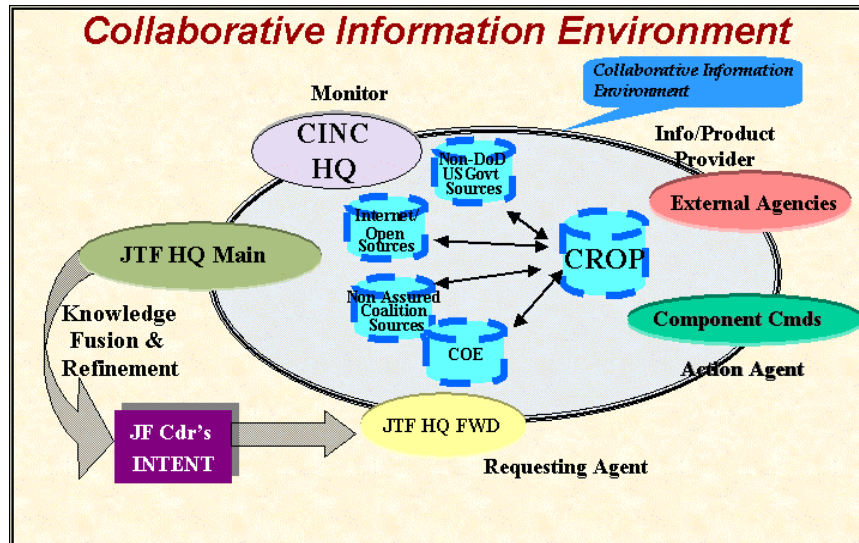 Collaborative Information Environment
Collaborative Information
Environment
Monitor
CINC
HQ
Info/Product
Provider
Non-DoD
US Govt
Sources
External Agencies
Internet/
Open
Sources
JTF HQ Main
CROP
Non Assured
Coalition
Sources
Component Cmds
Knowledge
Fusion &
Refinement
COE
Action Agent
JF Cdr's
INTENT
JTF HQ FWD
Requesting Agent